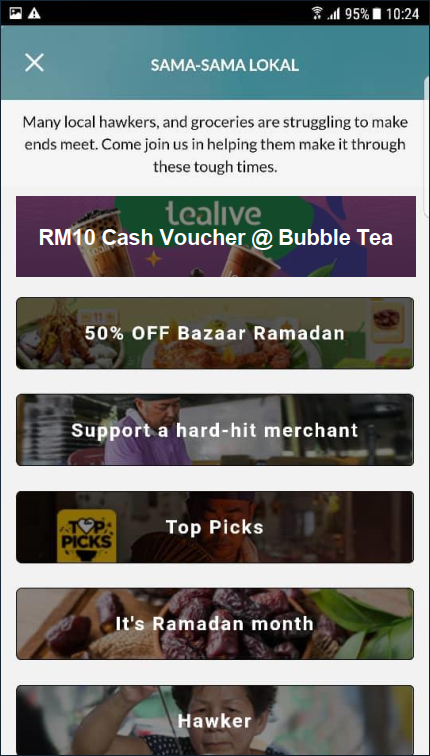 95% 10:24
SAMA-SAMA LOKAL
Many local hawkers, and groceries are struggling to make
ends meet. Come join us in helping them make it through
these tough times.
tealive
RM10 Cash Voucher @ Bubble Tea
50% OFF Bazaar Ramadan
Support a hard-hit merchant
Top Picks
TOP
PICKS
It's Ramadan month
Hawker